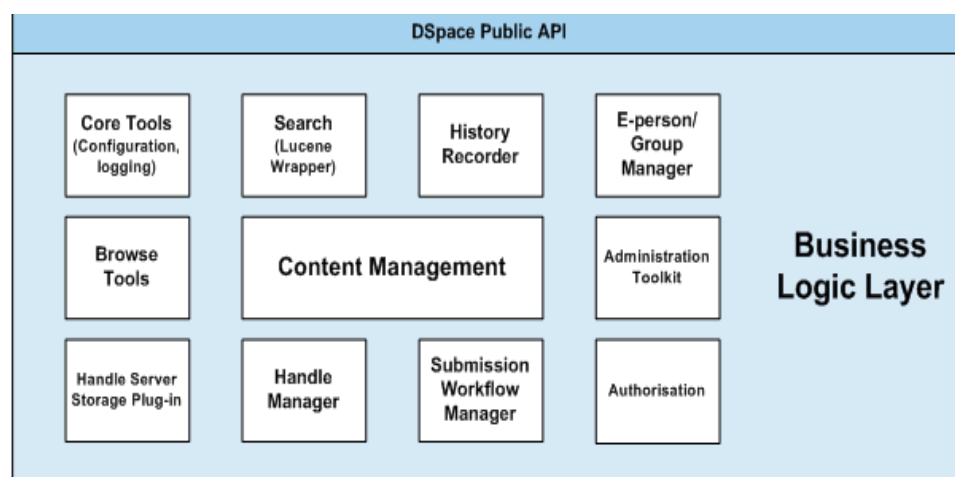 DSpace Public API
Core Tools
(Configuration,
logging)
Search
(Lucene
Wrapper)
History
Recorder
E-person/
Group
Manager
Browse
Tools
Content Management
Administration
Toolkit
Business
Logic Layer
Handle Server
Storage Plug-in
Handle
Manager
Submission
Workflow
Manager
Authorisation